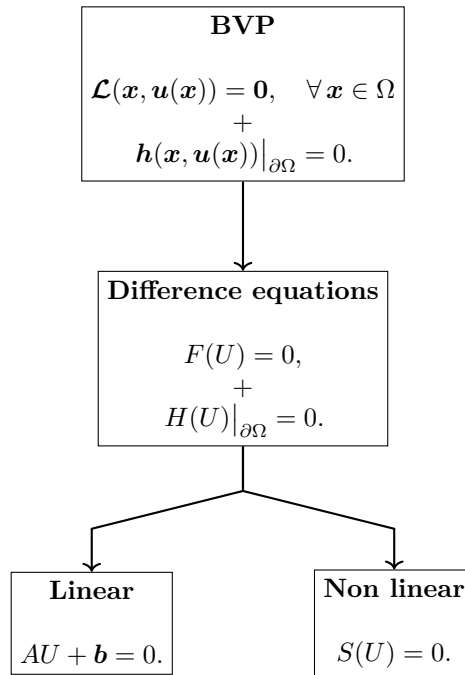 BVP
𝓛(𝒙, 𝒖(𝒙)) = 𝟎, ∀ 𝒙 ∈ Ω
+
𝒉(𝒙, 𝒖(𝒙))|∂Ω = 0.
Difference equations
F(U) = 0,
+
H(U)|∂Ω = 0.
Linear
AU + 𝒃 = 0.
Non linear
S(U) = 0.